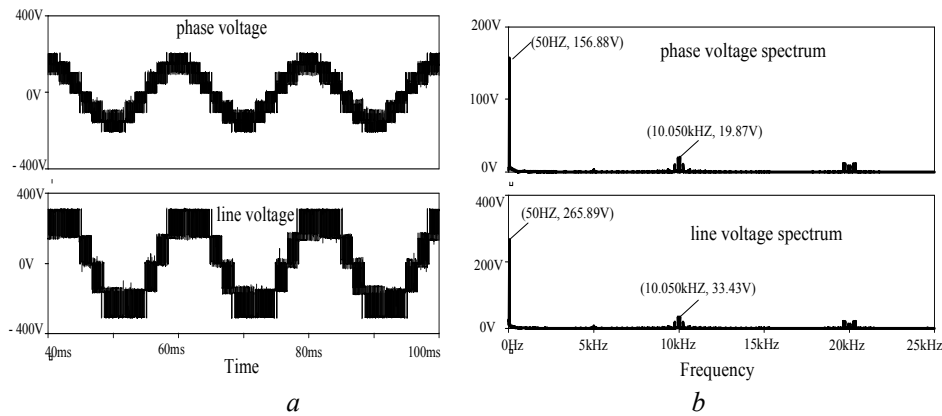 400V
phase voltage
0V
- 400V
400V
line voltage
0V
- 400V
40ms
60ms
80ms
100ms
Time
a
200V
(50HZ, 156.88V)
phase voltage spectrum
100V
(10.050kHZ, 19.87V)
0V
400V
(50HZ, 265.89V)
line voltage spectrum
200V
(10.050kHZ, 33.43V)
0V
0Hz
5kHz
10kHz
15kHz
20kHz
25kHz
Frequency
b